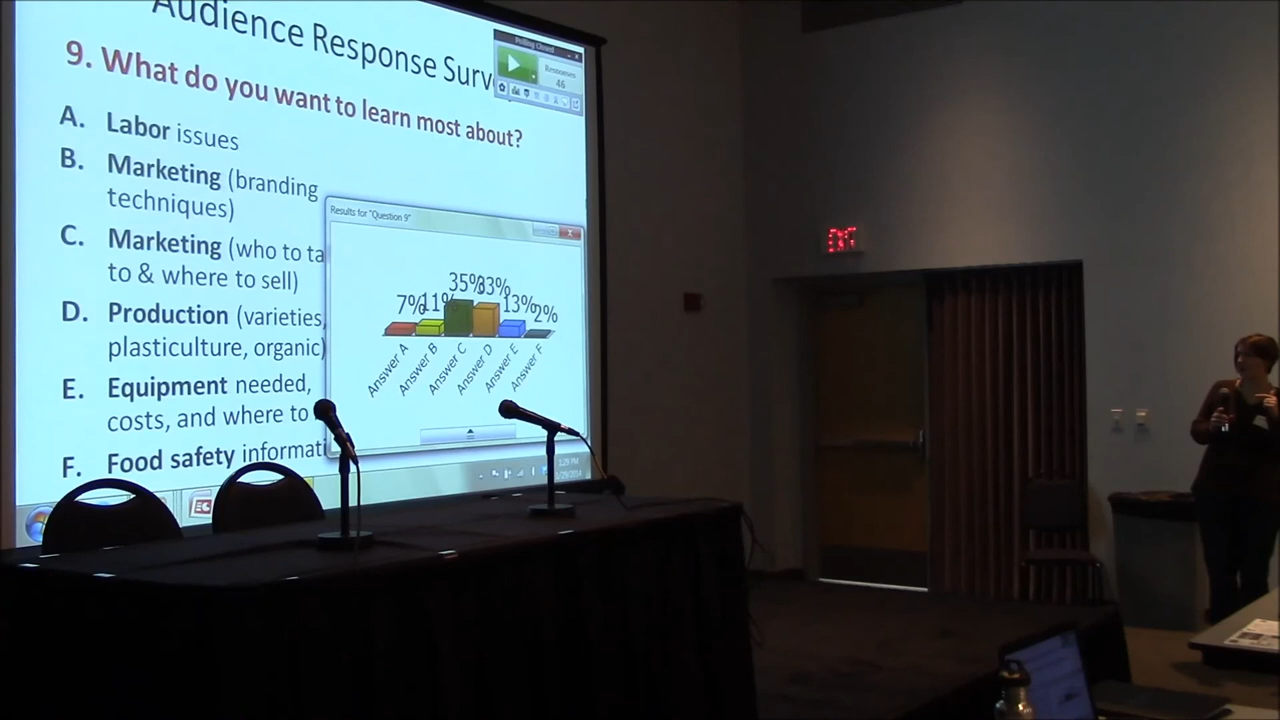 Audience Response Surv
9. What do you want to learn most about?
A. Labor issues
B. Marketing (branding
techniques)
C. Marketing (who to ta
to & where to sell)
D. Production (varieties,
plasticulture, organic)
E. Equipment needed,
costs, and where to
F. Food safety informati
Polling Closed
Responses
46
Results for "Question 9"
7% 11% 35% 33% 13% 2%
Answer A
Answer B
Answer C
Answer D
Answer E
Answer F
EXIT